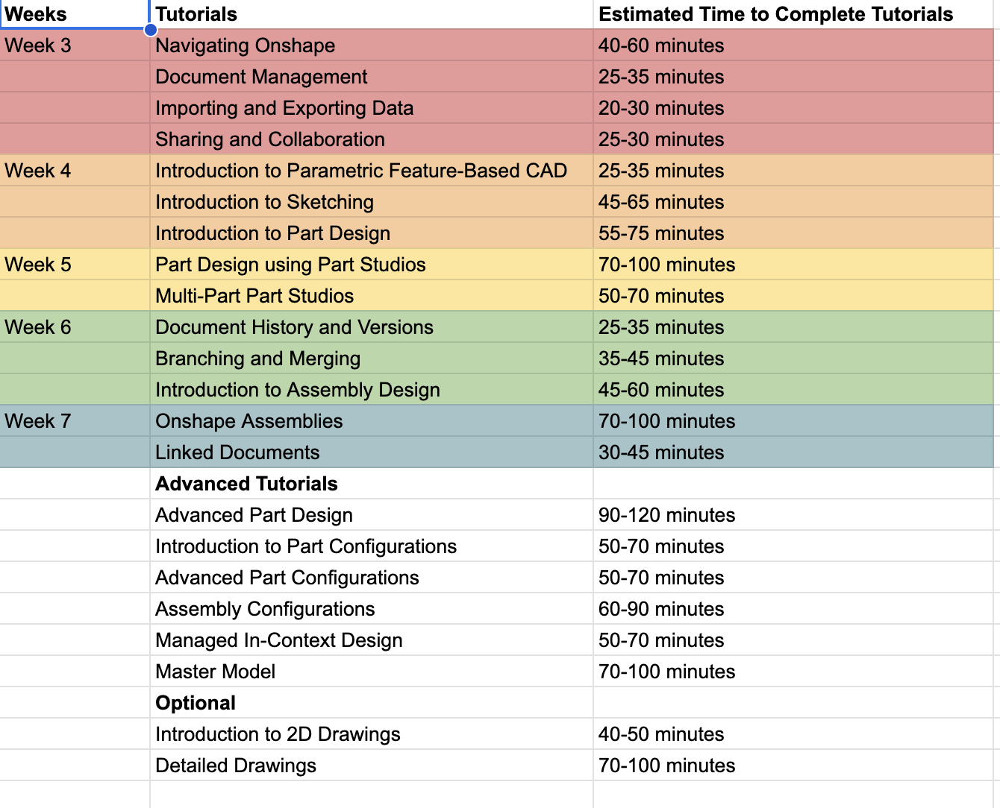 Weeks Tutorials Estimated Time to Complete Tutorials
Week 3 Navigating Onshape 40-60 minutes
Document Management 25-35 minutes
Importing and Exporting Data 20-30 minutes
Sharing and Collaboration 25-30 minutes
Week 4 Introduction to Parametric Feature-Based CAD 25-35 minutes
Introduction to Sketching 45-65 minutes
Introduction to Part Design 55-75 minutes
Week 5 Part Design using Part Studios 70-100 minutes
Multi-Part Part Studios 50-70 minutes
Week 6 Document History and Versions 25-35 minutes
Branching and Merging 35-45 minutes
Introduction to Assembly Design 45-60 minutes
Week 7 Onshape Assemblies 70-100 minutes
Linked Documents 30-45 minutes
Advanced Tutorials
Advanced Part Design 90-120 minutes
Introduction to Part Configurations 50-70 minutes
Advanced Part Configurations 50-70 minutes
Assembly Configurations 60-90 minutes
Managed In-Context Design 50-70 minutes
Master Model 70-100 minutes
Optional
Introduction to 2D Drawings 40-50 minutes
Detailed Drawings 70-100 minutes